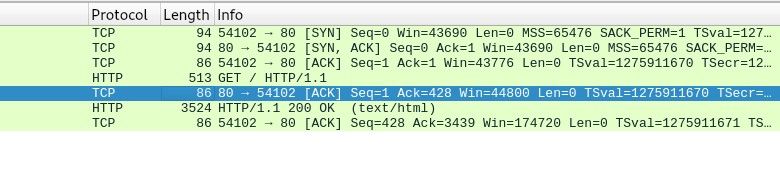 Protocol Length Info
TCP 94 54102 → 80 [SYN] Seq=0 Win=43690 Len=0 MSS=65476 SACK_PERM=1 TSval=127…
TCP 94 80 → 54102 [SYN, ACK] Seq=0 Ack=1 Win=43690 Len=0 MSS=65476 SACK_PERM=…
TCP 86 54102 → 80 [ACK] Seq=1 Ack=1 Win=43776 Len=0 TSval=1275911670 TSecr=12…
HTTP 513 GET / HTTP/1.1
TCP 86 80 → 54102 [ACK] Seq=1 Ack=428 Win=44800 Len=0 TSval=1275911670 TSecr=…
HTTP 3524 HTTP/1.1 200 OK (text/html)
TCP 86 54102 → 80 [ACK] Seq=428 Ack=3439 Win=174720 Len=0 TSval=1275911671 TS…